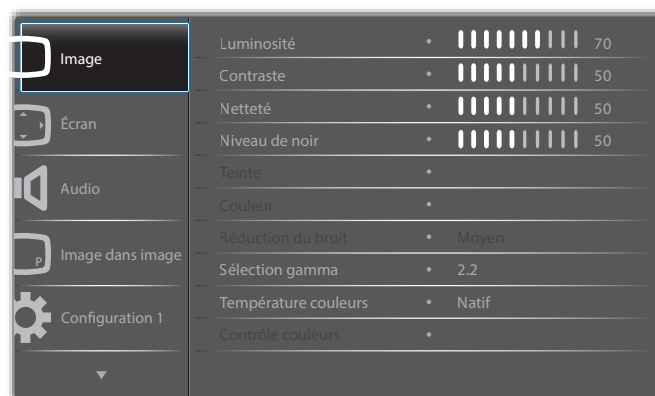 Image
Écran
Audio
P
Image dans image
Configuration 1
Luminosité • 70
Contraste • 50
Netteté • 50
Niveau de noir • 50
Teinte •
Couleur •
Réduction du bruit • Moyen
Sélection gamma • 2.2
Température couleurs • Natif
Contrôle couleurs •